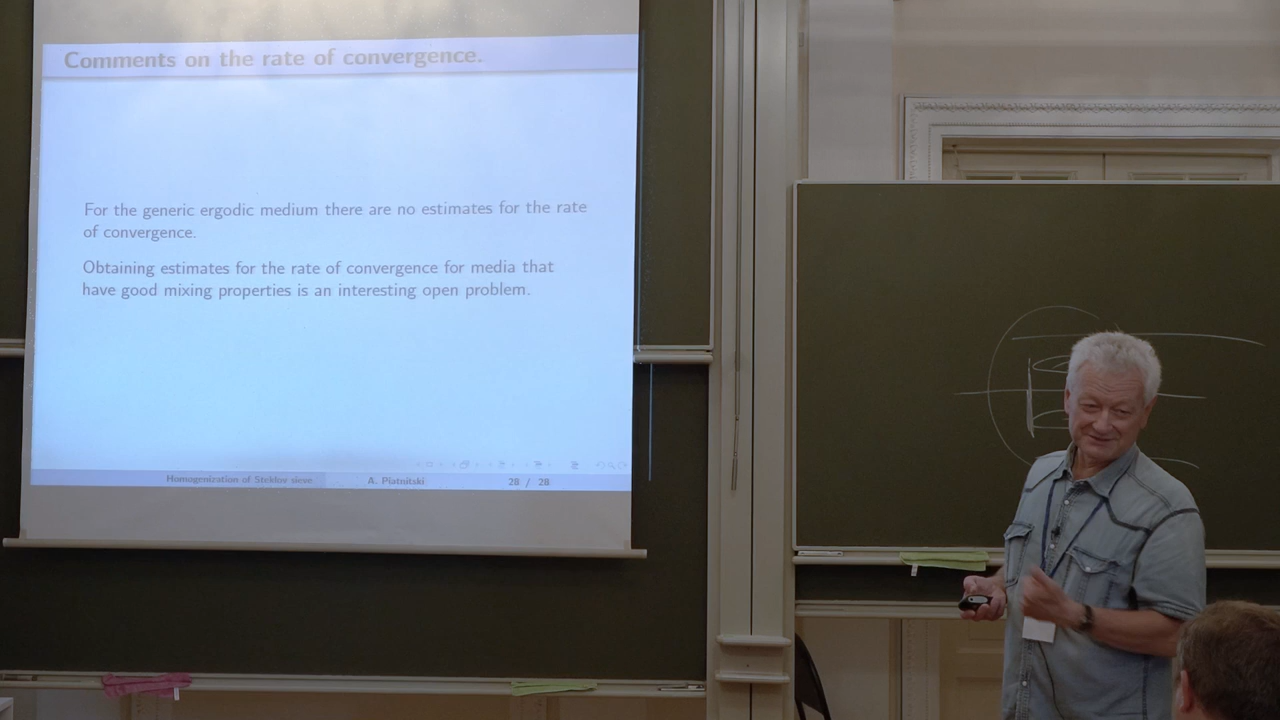 Comments on the rate of convergence.
For the generic ergodic medium there are no estimates for the rate
of convergence.
Obtaining estimates for the rate of convergence for media that
have good mixing properties is an interesting open problem.
Homogenization of Steklov sieve A. Piatnitski 28 / 28